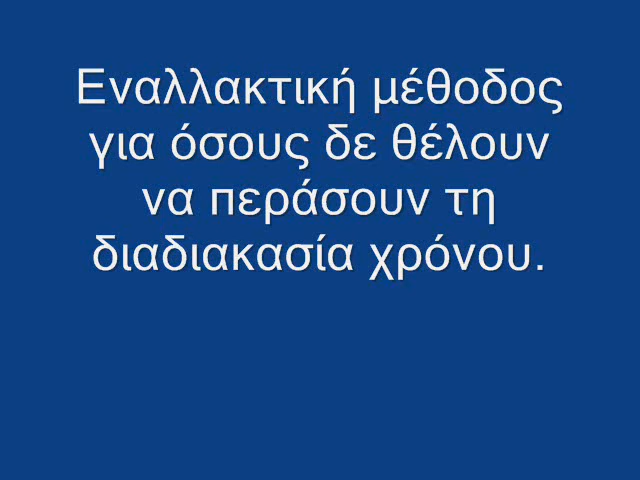 Εναλλακτική μέθοδος
για όσους δε θέλουν
να περάσουν τη
διαδιακασία χρόνου.